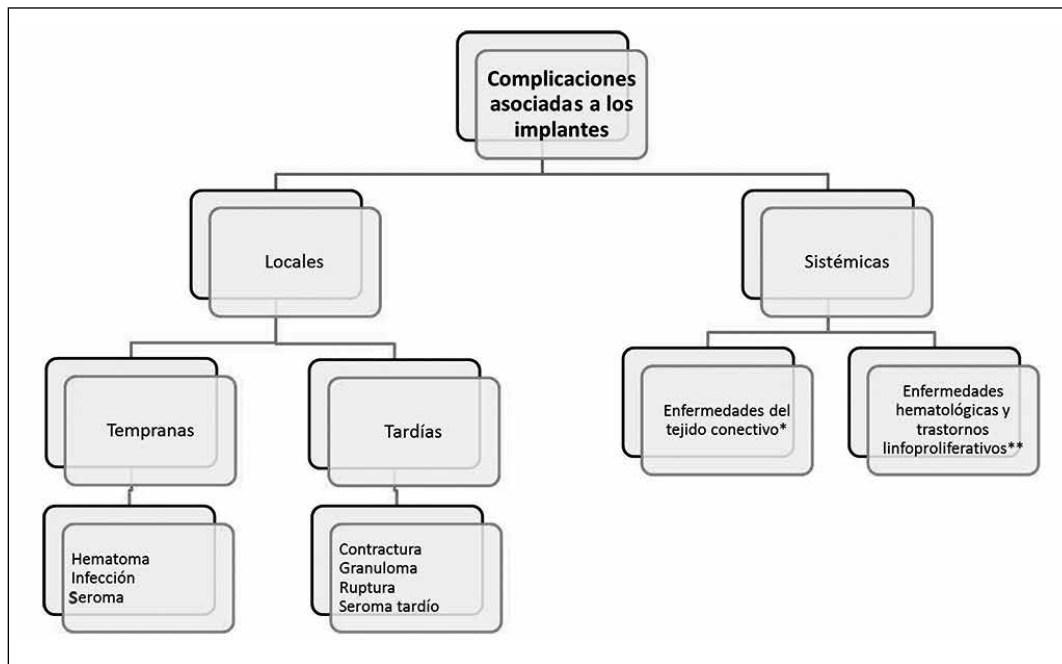 Complicaciones
asociadas a los
implantes
Locales
Sistémicas
Tempranas
Tardías
Enfermedades del
tejido conectivo*
Enfermedades
hematológicas y
trastornos
linfoproliferativos**
Hematoma
Infección
Seroma
Contractura
Granuloma
Ruptura
Seroma tardío